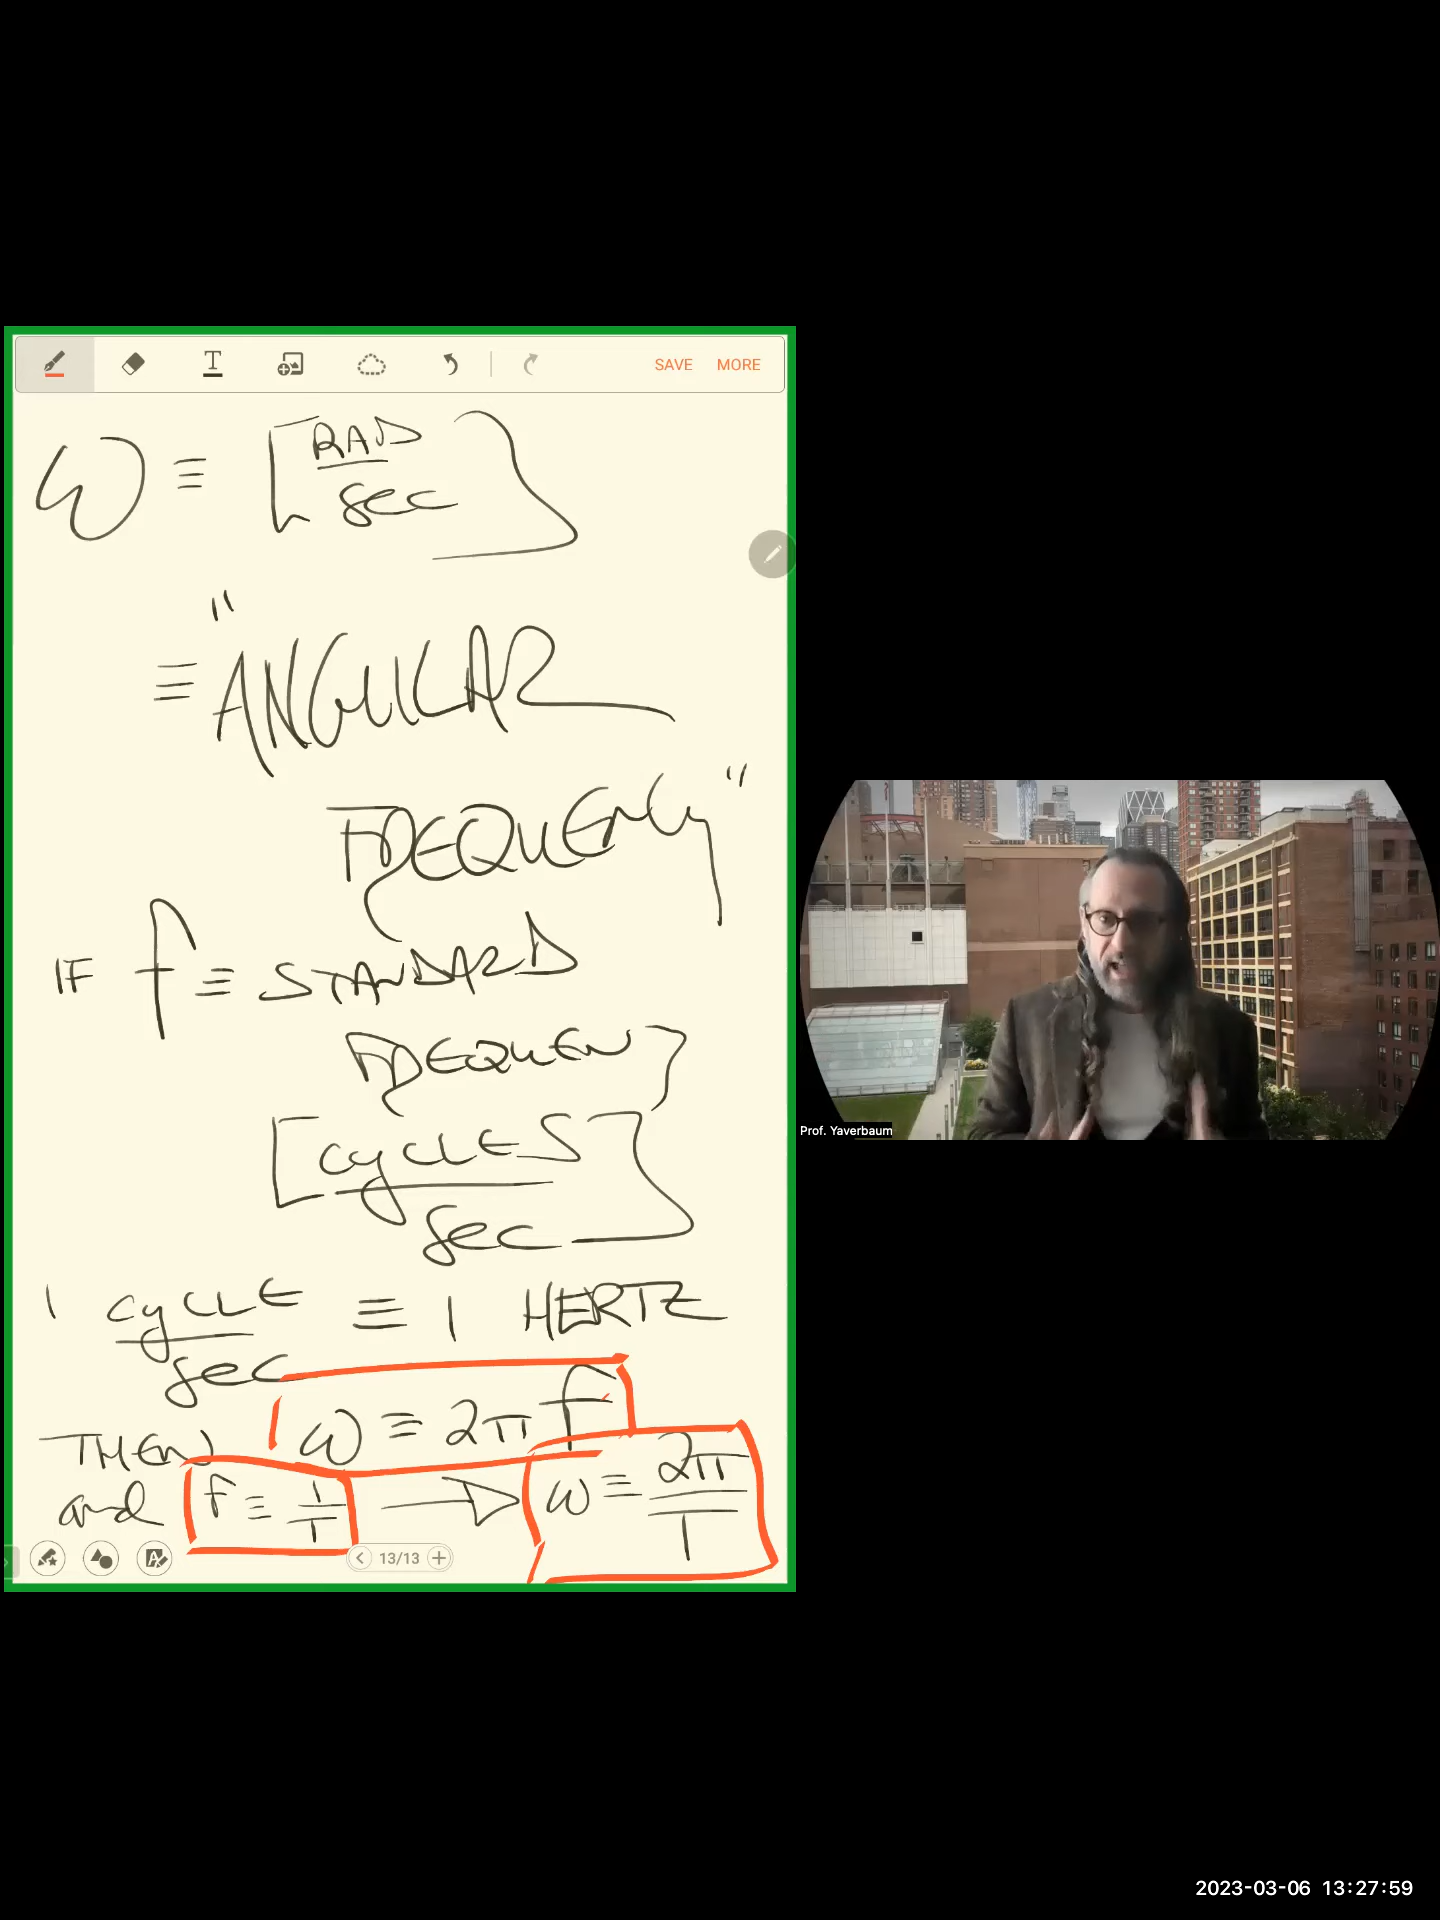 T SAVE MORE
ω ≡ [RAD
sec]
"
≡ ANGULAR
FREQUENCY"
IF f ≡ STANDARD
FREQUENCY
[CYCLES
sec]
1 CYCLE ≡ 1 HERTZ
sec
THEN ω ≡ 2π f
and f ≡ 1/T → ω ≡ 2π/T
13/13
Prof. Yaverbaum
2023-03-06 13:27:59